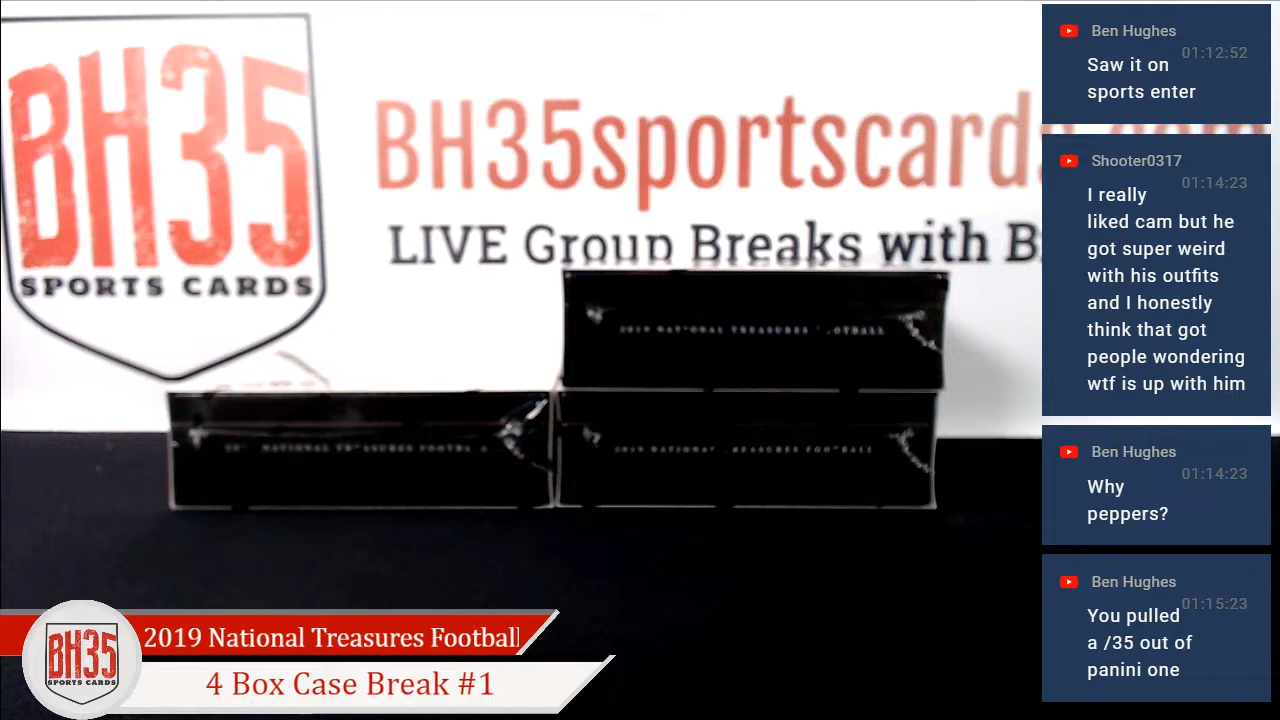 BH35
SPORTS CARDS
BH35sportscards.com
LIVE Group Breaks with B
2019 NATIONAL TREASURES FOOTBALL
NATIONAL TREASURES
2019 NATIONAL TREASURES FOOTBALL
BH35
SPORTS CARDS
2019 National Treasures Football
4 Box Case Break #1
Ben Hughes
01:12:52
Saw it on
sports enter
Shooter0317
01:14:23
I really
liked cam but he
got super weird
with his outfits
and I honestly
think that got
people wondering
wtf is up with him
Ben Hughes
01:14:23
Why
peppers?
Ben Hughes
01:15:23
You pulled
a /35 out of
panini one